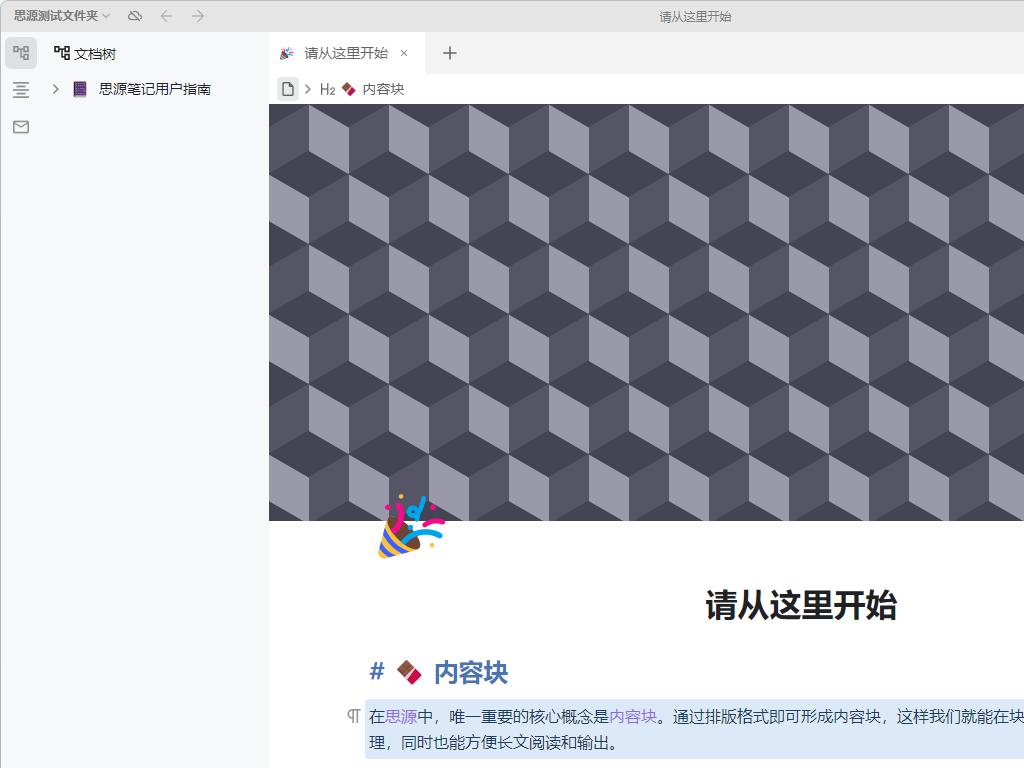 思源测试文件夹
请从这里开始
文档树
请从这里开始
思源笔记用户指南
H2 内容块
请从这里开始
# 内容块
在思源中，唯一重要的核心概念是内容块。通过排版格式即可形成内容块，这样我们就能在块
理，同时也能方便长文阅读和输出。